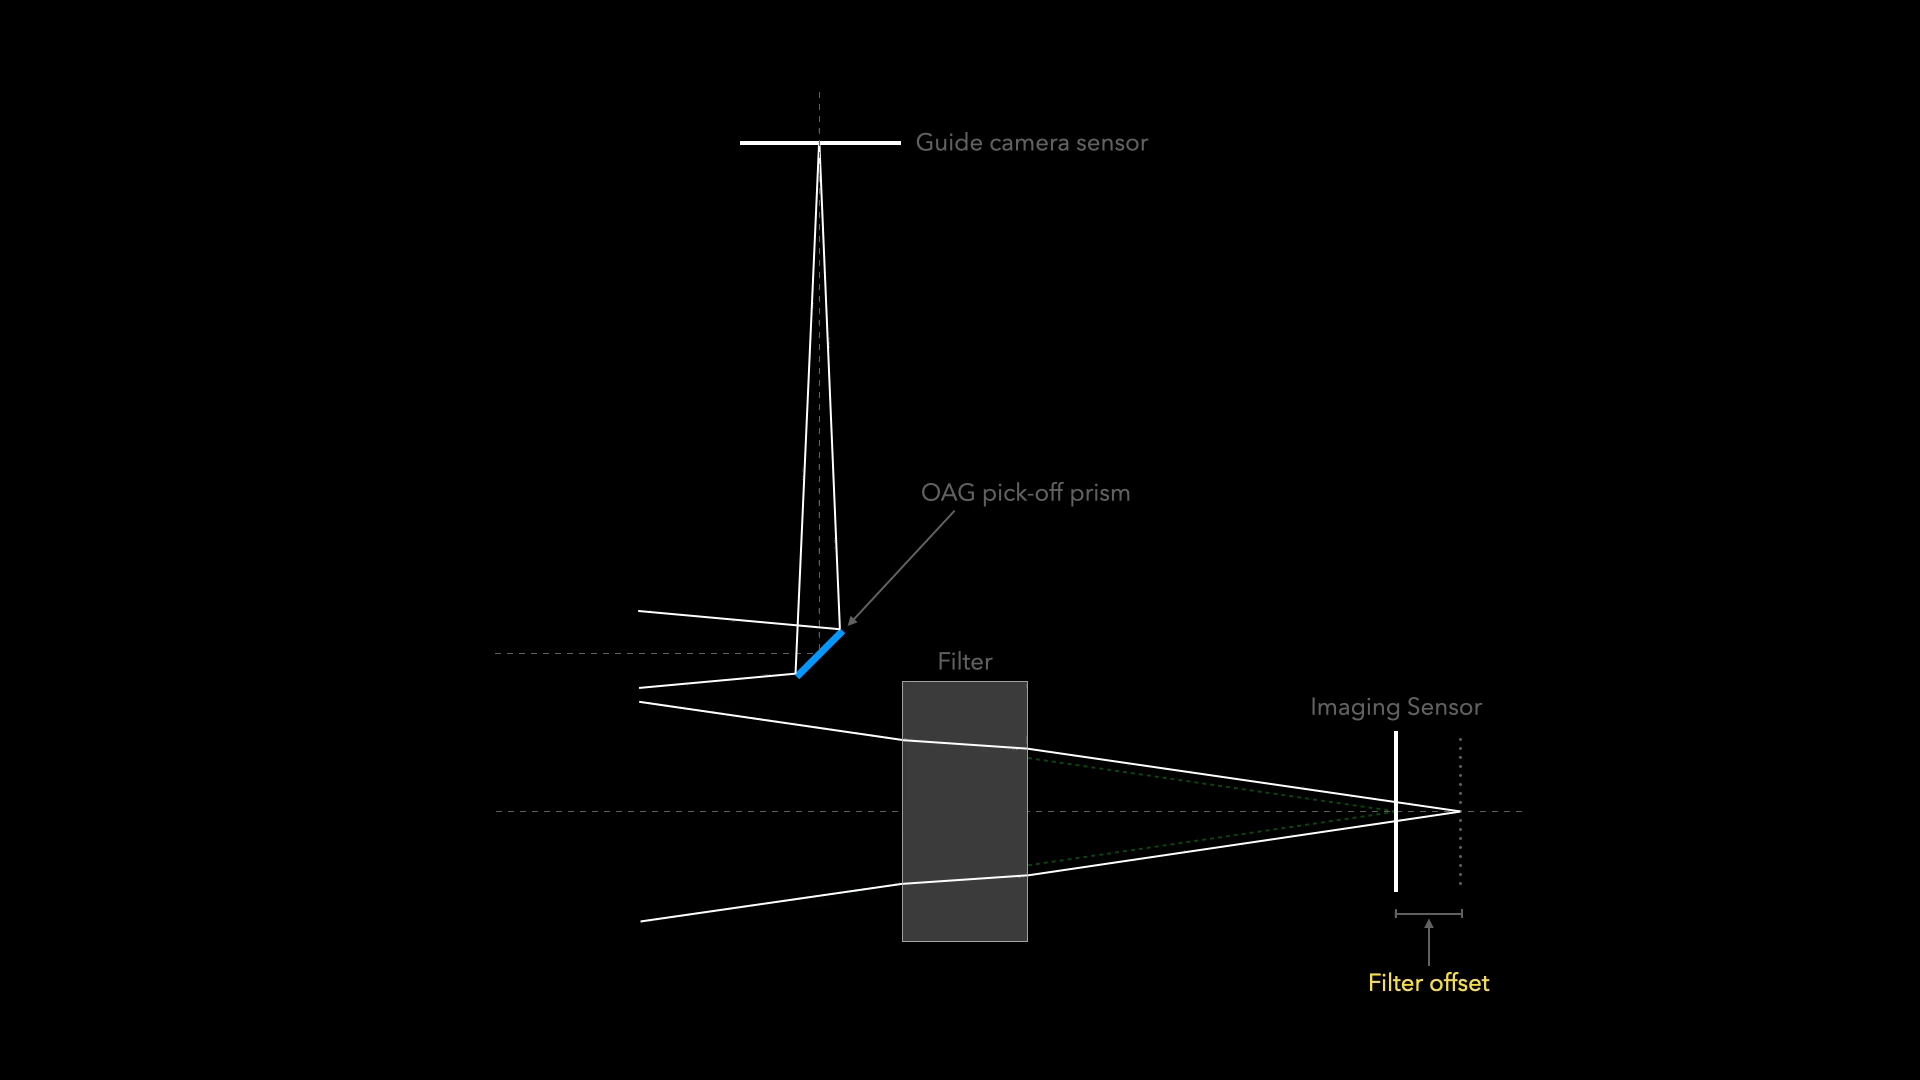 Guide camera sensor
OAG pick-off prism
Filter
Imaging Sensor
Filter offset